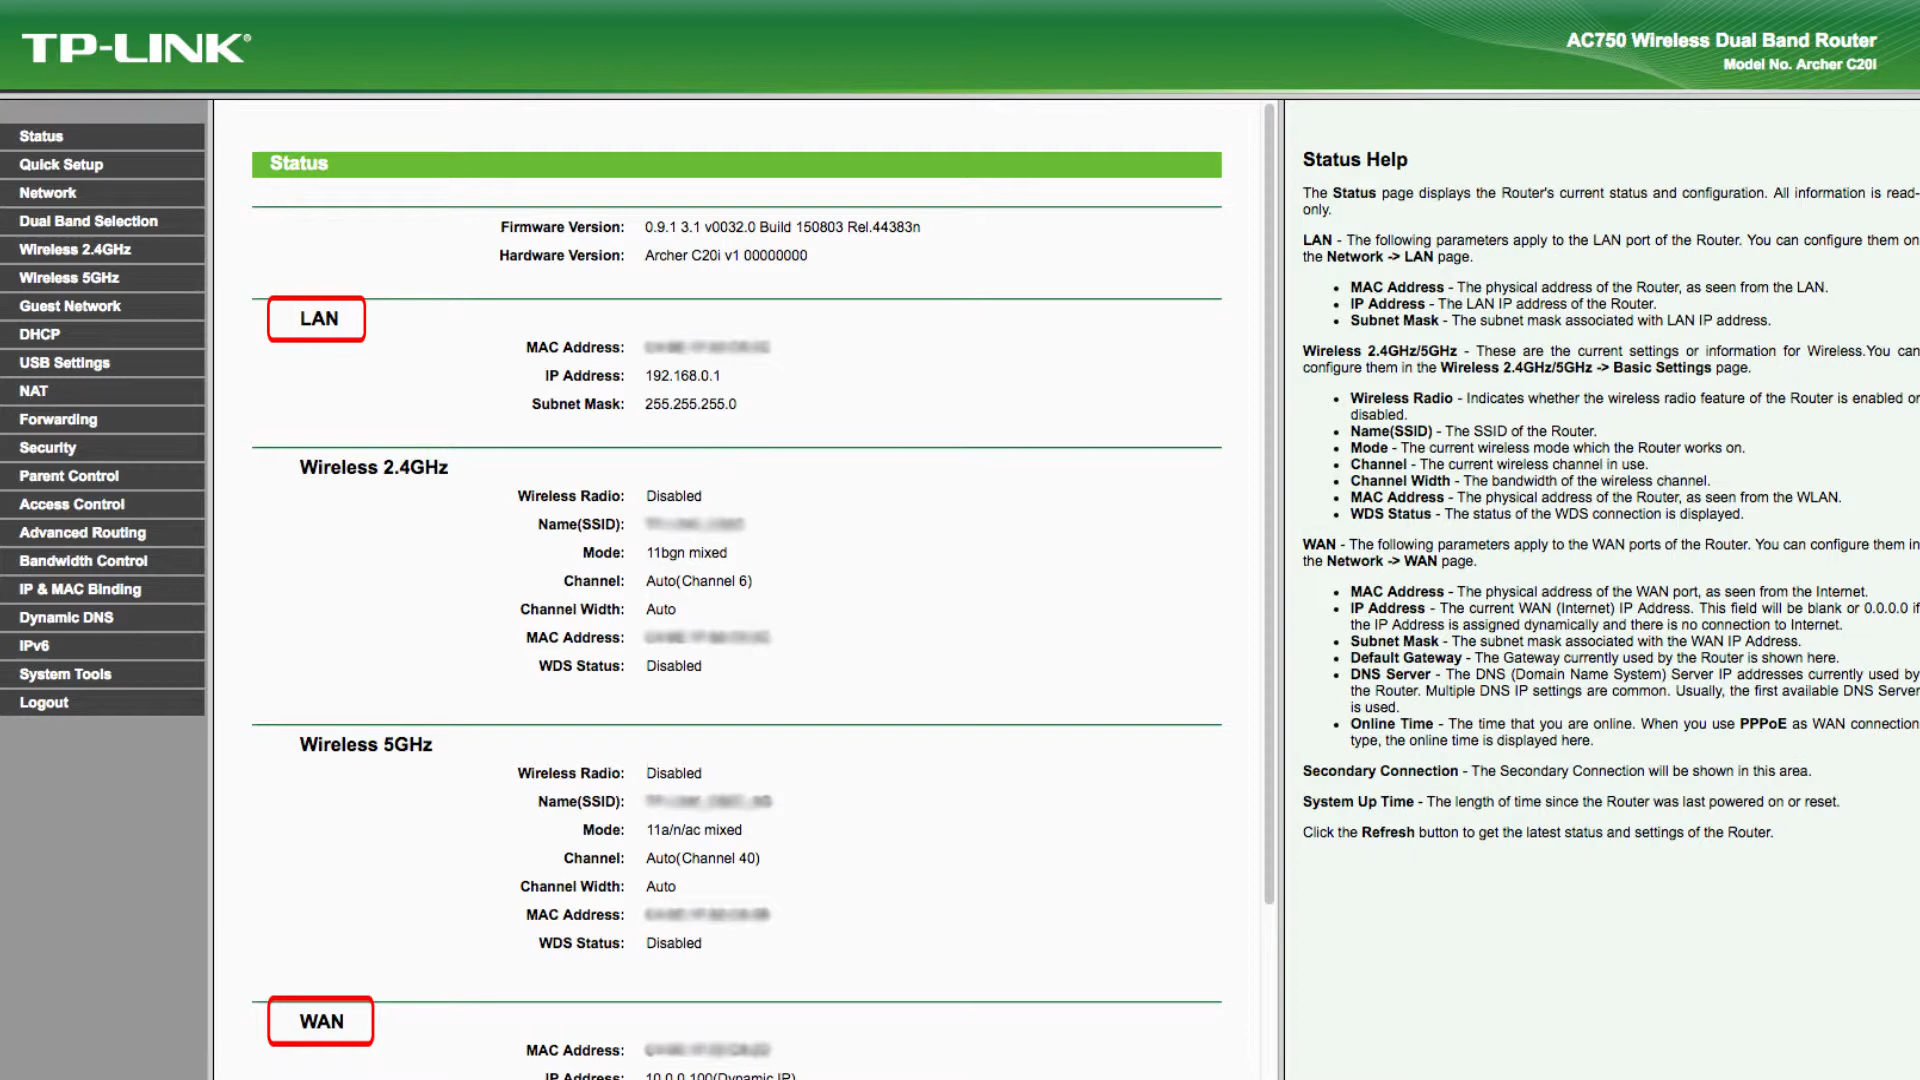 TP-LINK®
AC750 Wireless Dual Band Router
Model No. Archer C20I
Status
Quick Setup
Network
Dual Band Selection
Wireless 2.4GHz
Wireless 5GHz
Guest Network
DHCP
USB Settings
NAT
Forwarding
Security
Parent Control
Access Control
Advanced Routing
Bandwidth Control
IP & MAC Binding
Dynamic DNS
IPv6
System Tools
Logout
Status
Firmware Version: 0.9.1 3.1 v0032.0 Build 150803 Rel.44383n
Hardware Version: Archer C20i v1 00000000
LAN
MAC Address:
IP Address: 192.168.0.1
Subnet Mask: 255.255.255.0
Wireless 2.4GHz
Wireless Radio: Disabled
Name(SSID):
Mode: 11bgn mixed
Channel: Auto(Channel 6)
Channel Width: Auto
MAC Address:
WDS Status: Disabled
Wireless 5GHz
Wireless Radio: Disabled
Name(SSID):
Mode: 11a/n/ac mixed
Channel: Auto(Channel 40)
Channel Width: Auto
MAC Address:
WDS Status: Disabled
WAN
MAC Address:
IP Address: 10.0.0.100(Dynamic IP)
Status Help
The Status page displays the Router's current status and configuration. All information is read-
only.
LAN - The following parameters apply to the LAN port of the Router. You can configure them on
the Network -> LAN page.
• MAC Address - The physical address of the Router, as seen from the LAN.
• IP Address - The LAN IP address of the Router.
• Subnet Mask - The subnet mask associated with LAN IP address.
Wireless 2.4GHz/5GHz - These are the current settings or information for Wireless.You can
configure them in the Wireless 2.4GHz/5GHz -> Basic Settings page.
• Wireless Radio - Indicates whether the wireless radio feature of the Router is enabled or
disabled.
• Name(SSID) - The SSID of the Router.
• Mode - The current wireless mode which the Router works on.
• Channel - The current wireless channel in use.
• Channel Width - The bandwidth of the wireless channel.
• MAC Address - The physical address of the Router, as seen from the WLAN.
• WDS Status - The status of the WDS connection is displayed.
WAN - The following parameters apply to the WAN ports of the Router. You can configure them in
the Network -> WAN page.
• MAC Address - The physical address of the WAN port, as seen from the Internet.
• IP Address - The current WAN (Internet) IP Address. This field will be blank or 0.0.0.0 if
the IP Address is assigned dynamically and there is no connection to Internet.
• Subnet Mask - The subnet mask associated with the WAN IP Address.
• Default Gateway - The Gateway currently used by the Router is shown here.
• DNS Server - The DNS (Domain Name System) Server IP addresses currently used by
the Router. Multiple DNS IP settings are common. Usually, the first available DNS Server
is used.
• Online Time - The time that you are online. When you use PPPoE as WAN connection
type, the online time is displayed here.
Secondary Connection - The Secondary Connection will be shown in this area.
System Up Time - The length of time since the Router was last powered on or reset.
Click the Refresh button to get the latest status and settings of the Router.